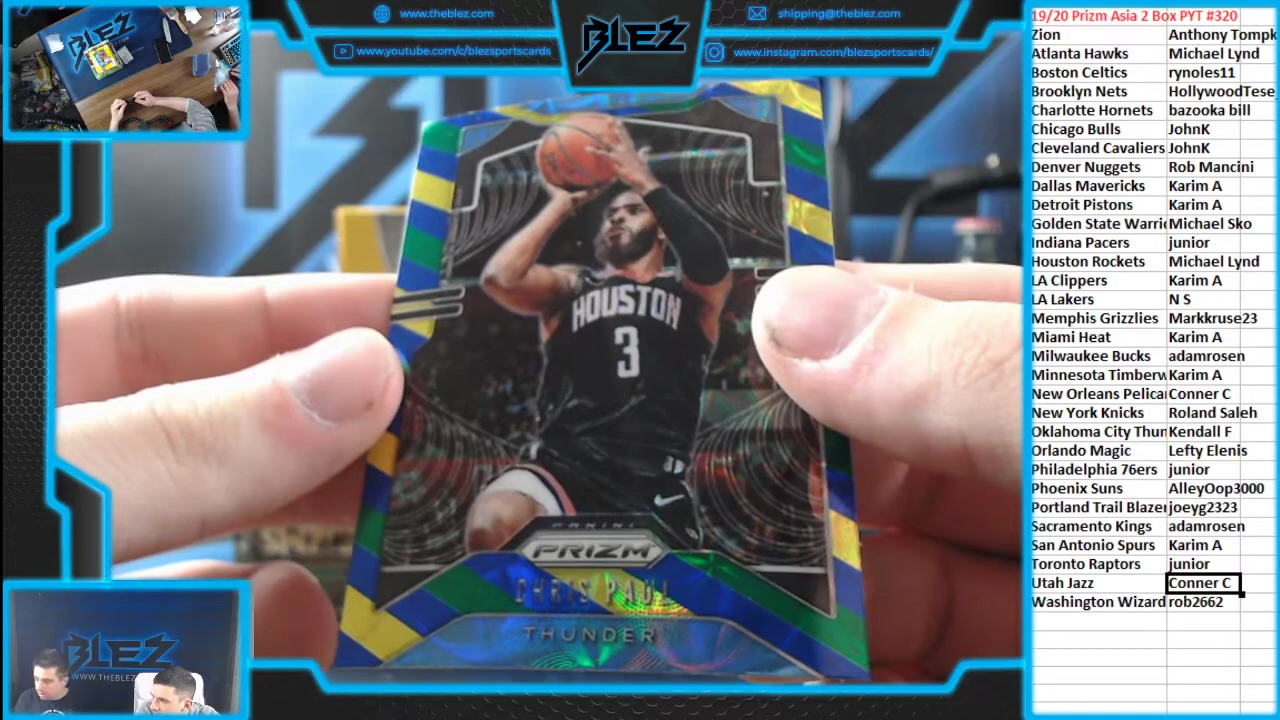 www.theblez.com
shipping@theblez.com
www.youtube.com/c/blezsportscards
www.instagram.com/blezsportscards/
BLEZ
HOUSTON
3
PANINI
PRIZM
CHRIS PAUL
THUNDER
BLEZ
WWW.THEBLEZ
19/20 Prizm Asia 2 Box PYT #320
Zion Anthony Tompk
Atlanta Hawks Michael Lynd
Boston Celtics rynoles11
Brooklyn Nets HollywoodTese
Charlotte Hornets bazooka bill
Chicago Bulls JohnK
Cleveland Cavaliers JohnK
Denver Nuggets Rob Mancini
Dallas Mavericks Karim A
Detroit Pistons Karim A
Golden State Warri Michael Sko
Indiana Pacers junior
Houston Rockets Michael Lynd
LA Clippers Karim A
LA Lakers N S
Memphis Grizzlies Markkruse23
Miami Heat Karim A
Milwaukee Bucks adamrosen
Minnesota Timberw Karim A
New Orleans Pelica Conner C
New York Knicks Roland Saleh
Oklahoma City Thun Kendall F
Orlando Magic Lefty Elenis
Philadelphia 76ers junior
Phoenix Suns AlleyOop3000
Portland Trail Blazer joeyg2323
Sacramento Kings adamrosen
San Antonio Spurs Karim A
Toronto Raptors junior
Utah Jazz Conner C
Washington Wizard rob2662